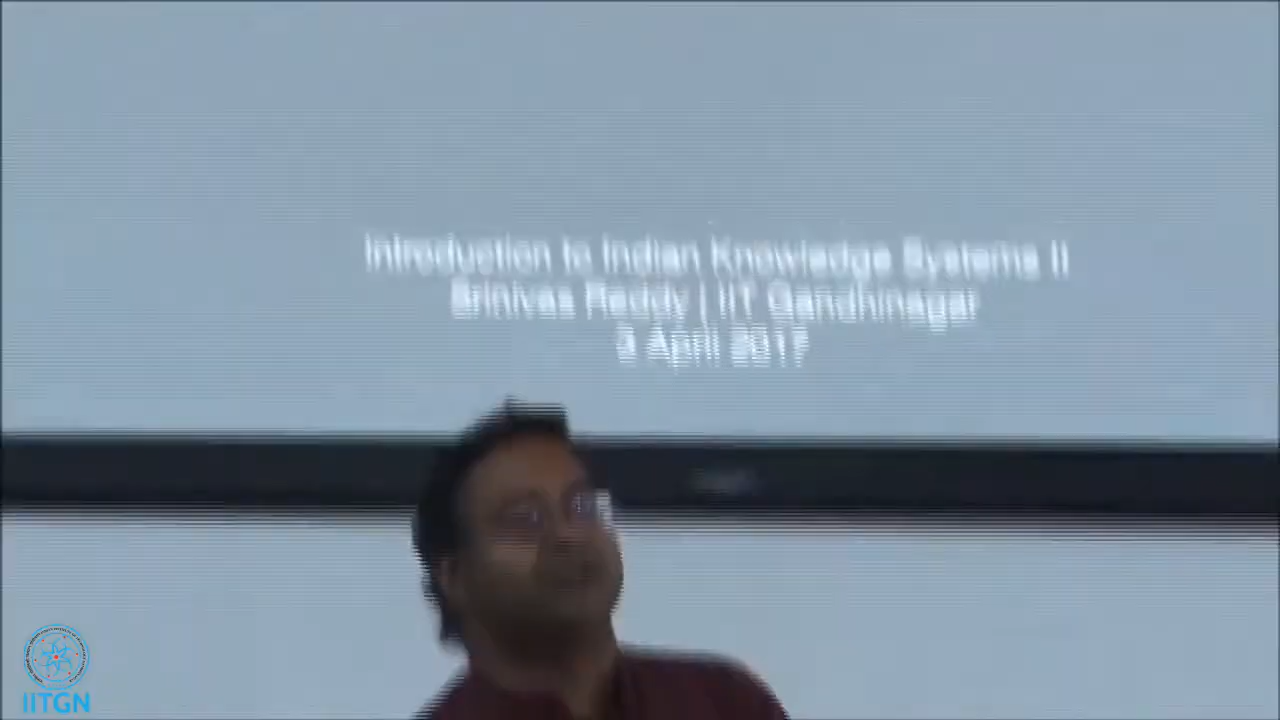 Introduction to Indian Knowledge Systems II
Srinivas Reddy | IIT Gandhinagar
April 2017
IITGN